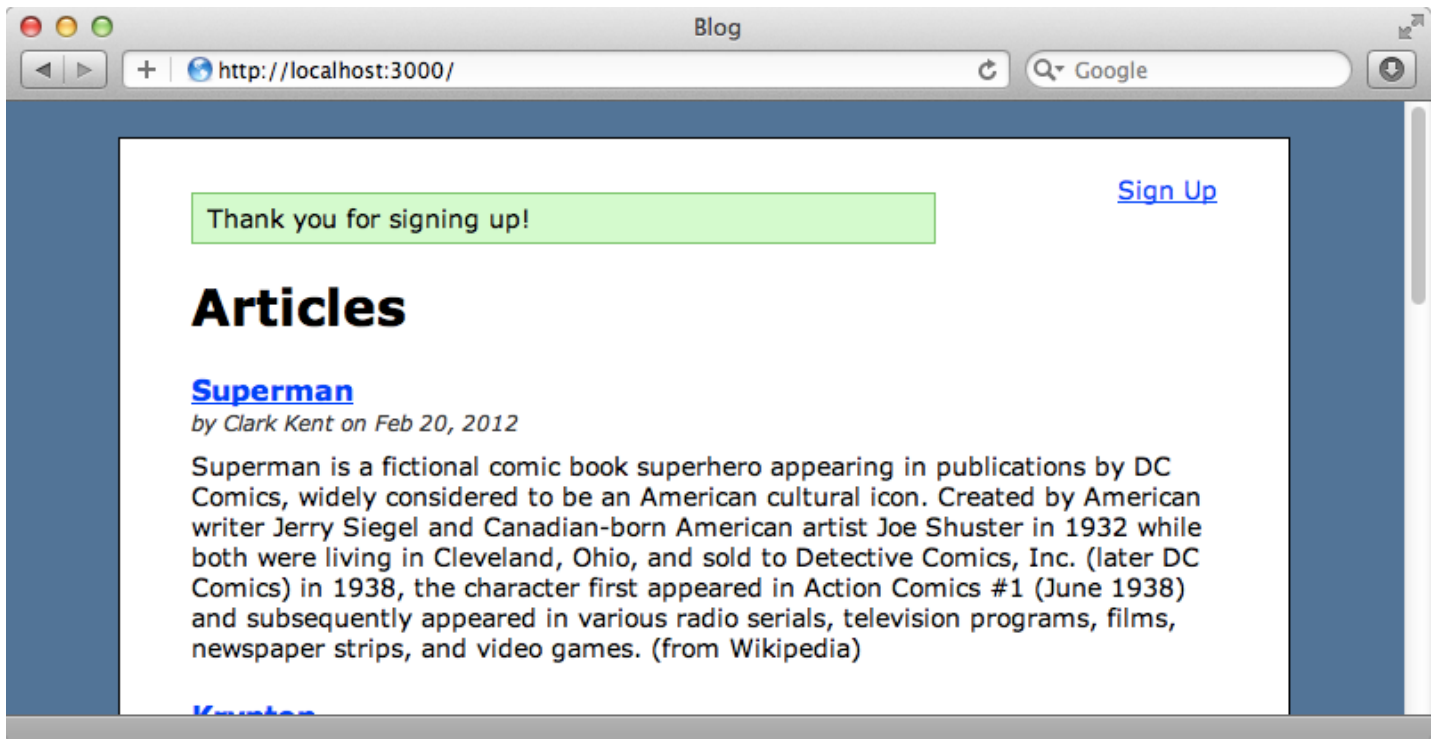 Blog
http://localhost:3000/
Google
Sign Up
Thank you for signing up!
Articles
Superman
by Clark Kent on Feb 20, 2012
Superman is a fictional comic book superhero appearing in publications by DC
Comics, widely considered to be an American cultural icon. Created by American
writer Jerry Siegel and Canadian-born American artist Joe Shuster in 1932 while
both were living in Cleveland, Ohio, and sold to Detective Comics, Inc. (later DC
Comics) in 1938, the character first appeared in Action Comics #1 (June 1938)
and subsequently appeared in various radio serials, television programs, films,
newspaper strips, and video games. (from Wikipedia)
Krypton